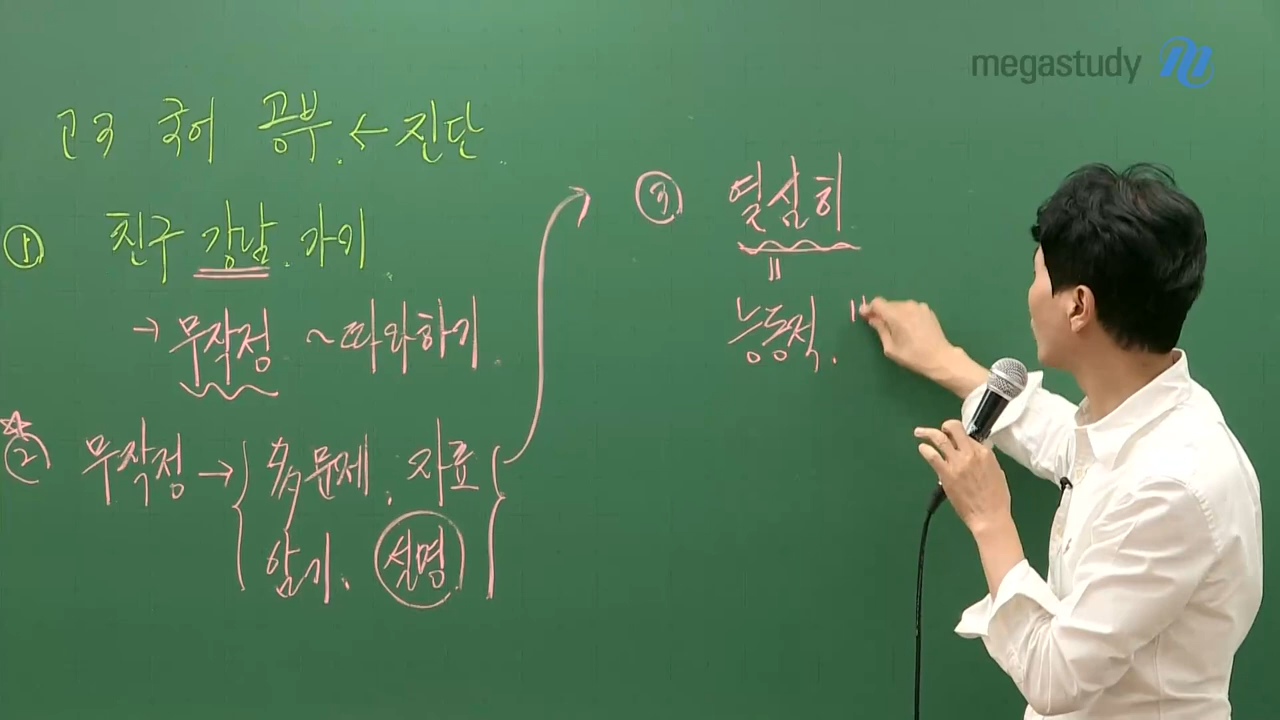 megastudy
고3 국어 공부. ← 진단.
① 친구 강남. 가기
→ 무작정 ~따라하기.
☆② 무작정 → { 多문제. 자료
암기. 설명 }
③ 열심히
=
능동적.